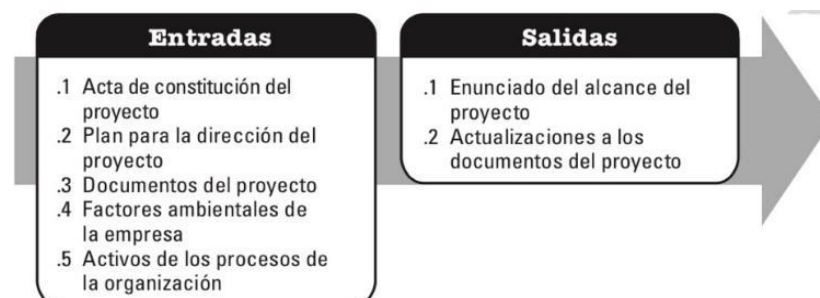 Entradas
.1 Acta de constitución del
proyecto
.2 Plan para la dirección del
proyecto
.3 Documentos del proyecto
.4 Factores ambientales de
la empresa
.5 Activos de los procesos de
la organización
Salidas
.1 Enunciado del alcance del
proyecto
.2 Actualizaciones a los
documentos del proyecto